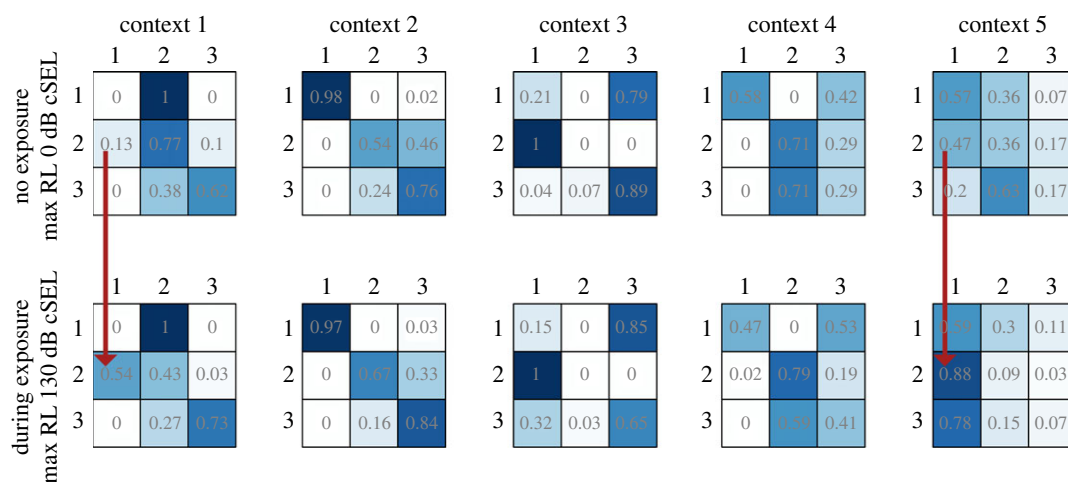 context 1 context 2 context 3 context 4 context 5
1 2 3 1 2 3 1 2 3 1 2 3 1 2 3
no exposure
max RL 0 dB cSEL
1 0 1 0 1 0.98 0 0.02 1 0.21 0 0.79 1 0.58 0 0.42 1 0.57 0.36 0.07
2 0.13 0.77 0.1 2 0 0.54 0.46 2 1 0 0 2 0 0.71 0.29 2 0.47 0.36 0.17
3 0 0.38 0.62 3 0 0.24 0.76 3 0.04 0.07 0.89 3 0 0.71 0.29 3 0.2 0.63 0.17
1 2 3 1 2 3 1 2 3 1 2 3 1 2 3
during exposure
max RL 130 dB cSEL
1 0 1 0 1 0.97 0 0.03 1 0.15 0 0.85 1 0.47 0 0.53 1 0.59 0.3 0.11
2 0.54 0.43 0.03 2 0 0.67 0.33 2 1 0 0 2 0.02 0.79 0.19 2 0.88 0.09 0.03
3 0 0.27 0.73 3 0 0.16 0.84 3 0.32 0.03 0.65 3 0 0.59 0.41 3 0.78 0.15 0.07